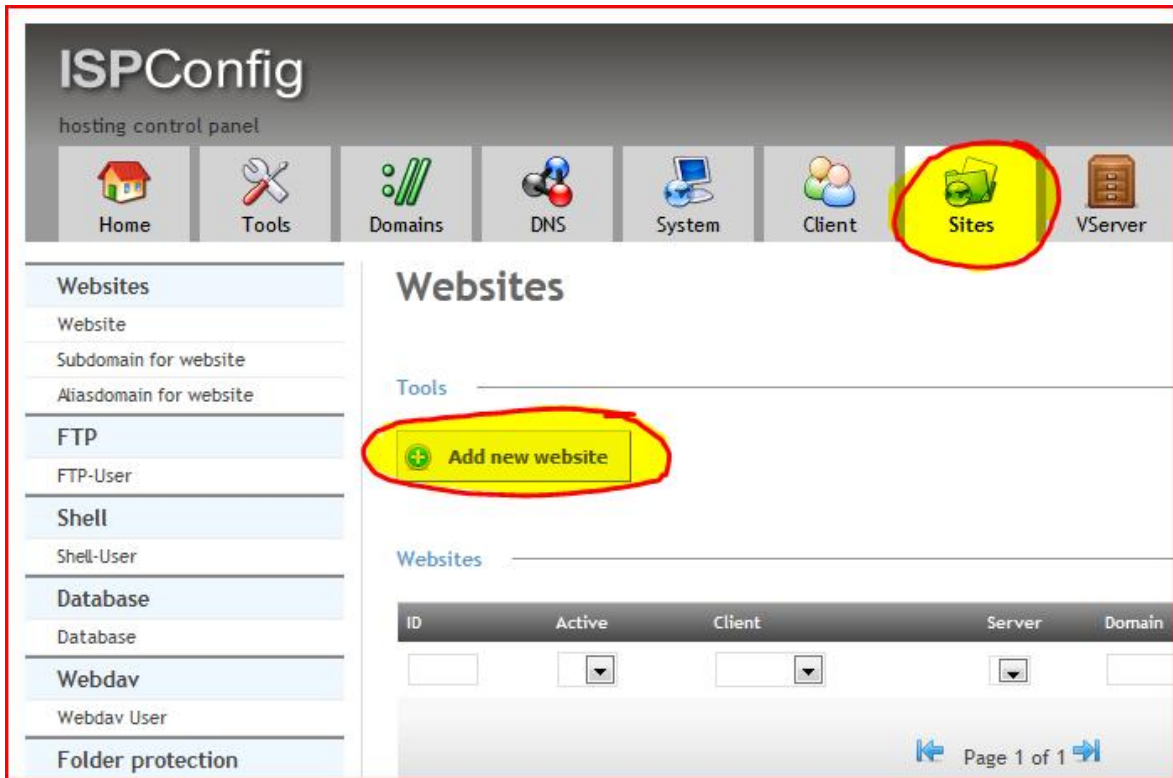 ISPConfig
hosting control panel
Home Tools Domains DNS System Client Sites VServer
Websites
Website
Subdomain for website
Aliasdomain for website
FTP
FTP-User
Shell
Shell-User
Database
Database
Webdav
Webdav User
Folder protection
Websites
Tools
Add new website
Websites
ID Active Client Server Domain
Page 1 of 1